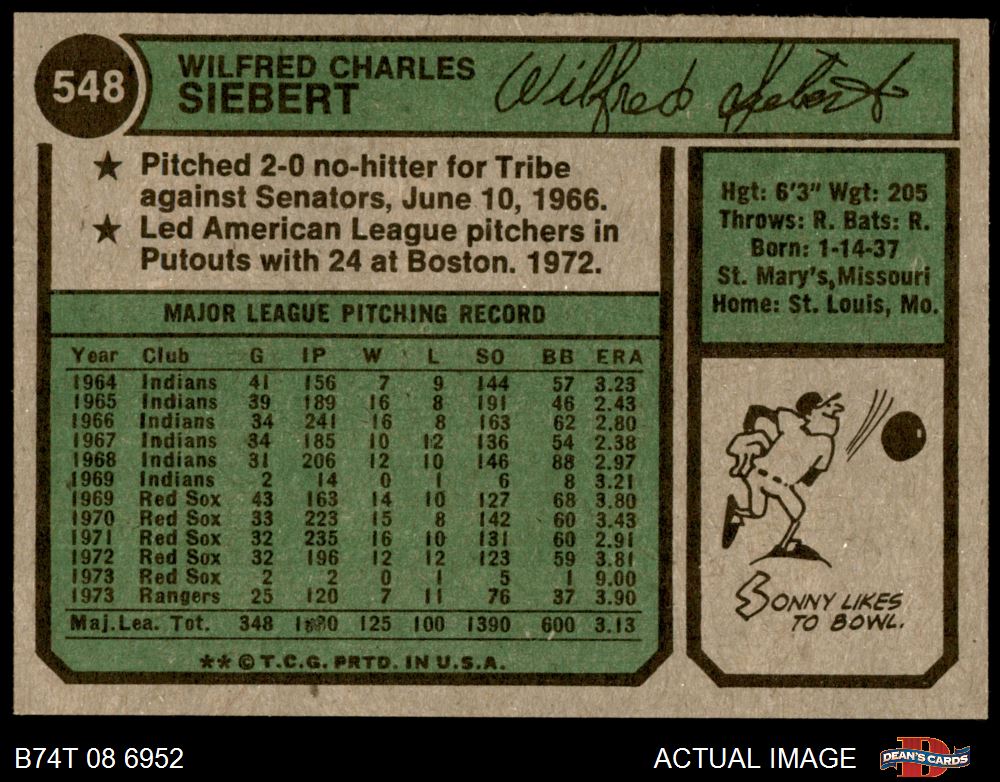 548
WILFRED CHARLES
SIEBERT
Wilfred Siebert
★ Pitched 2-0 no-hitter for Tribe
against Senators, June 10, 1966.
★ Led American League pitchers in
Putouts with 24 at Boston. 1972.
MAJOR LEAGUE PITCHING RECORD
Year Club G IP W L SO BB ERA
1964 Indians 41 156 7 9 144 57 3.23
1965 Indians 39 189 16 8 191 46 2.43
1966 Indians 34 241 16 8 163 62 2.80
1967 Indians 34 185 10 12 136 54 2.38
1968 Indians 31 206 12 10 146 88 2.97
1969 Indians 2 14 0 1 6 8 3.21
1969 Red Sox 43 163 14 10 127 68 3.80
1970 Red Sox 33 223 15 8 142 60 3.43
1971 Red Sox 32 235 16 10 131 60 2.91
1972 Red Sox 32 196 12 12 123 59 3.81
1973 Red Sox 2 2 0 1 5 1 9.00
1973 Rangers 25 120 7 11 76 37 3.90
Maj.Lea. Tot. 348 125 100 1390 600 3.13
** © T.C.G. PRTD. IN U.S.A.
Hgt: 6'3" Wgt: 205
Throws: R. Bats: R.
Born: 1-14-37
St. Mary's, Missouri
Home: St. Louis, Mo.
SONNY LIKES
TO BOWL.
B74T 08 6952
ACTUAL IMAGE
DEAN'S CARDS